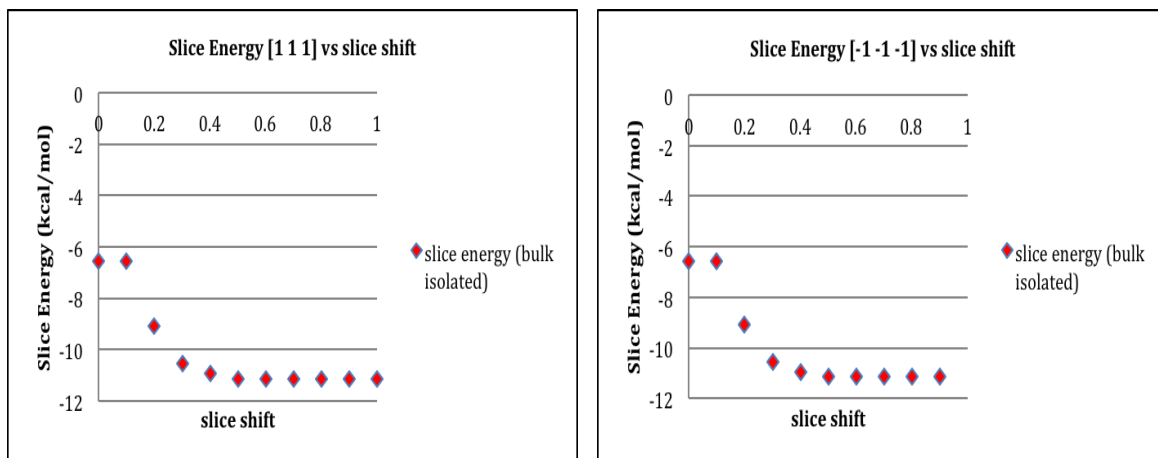 Slice Energy [1 1 1] vs slice shift
0
0 0.2 0.4 0.6 0.8 1
-2
-4
-6
-8
-10
-12
Slice Energy (kcal/mol)
slice energy (bulk
isolated)
slice shift
Slice Energy [-1 -1 -1] vs slice shift
0
0 0.2 0.4 0.6 0.8 1
-2
-4
-6
-8
-10
-12
Slice Energy (kcal/mol)
slice energy (bulk
isolated)
slice shift